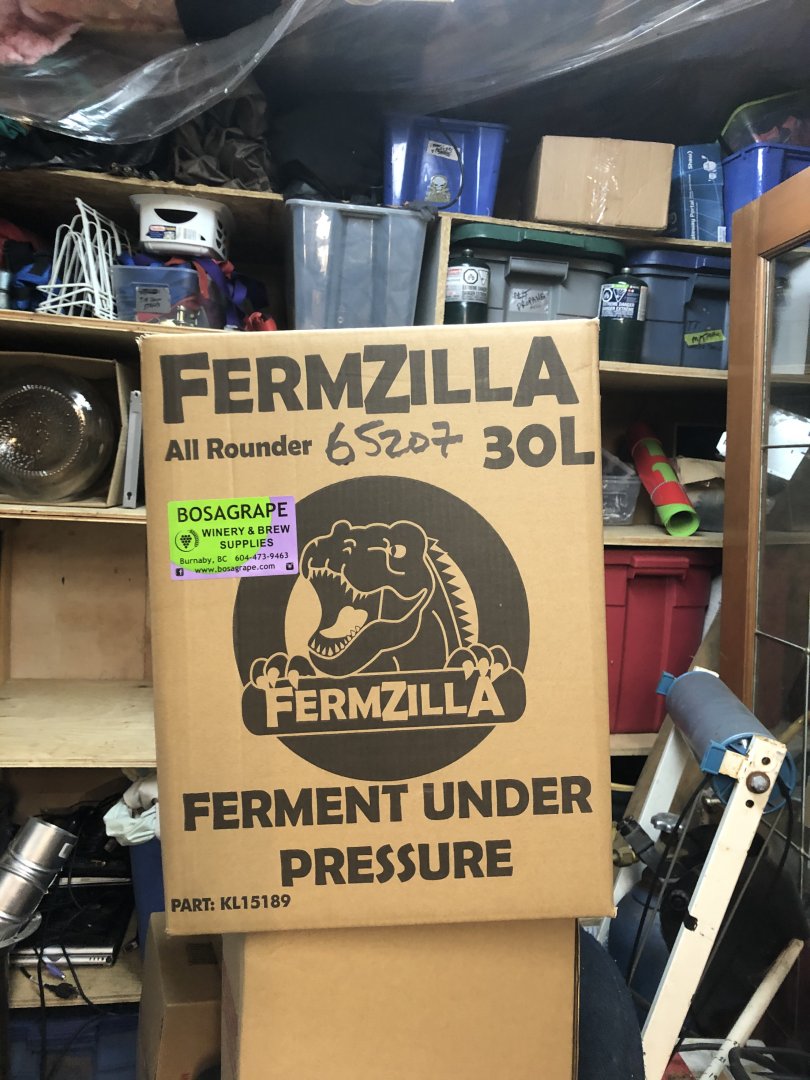 FERMZILLA
All Rounder 65207 30L
BOSAGRAPE
WINERY & BREW
SUPPLIES
Burnaby, BC 604-473-9463
www.bosagrape.com
FERMZILLA
FERMENT UNDER
PRESSURE
PART: KL15189